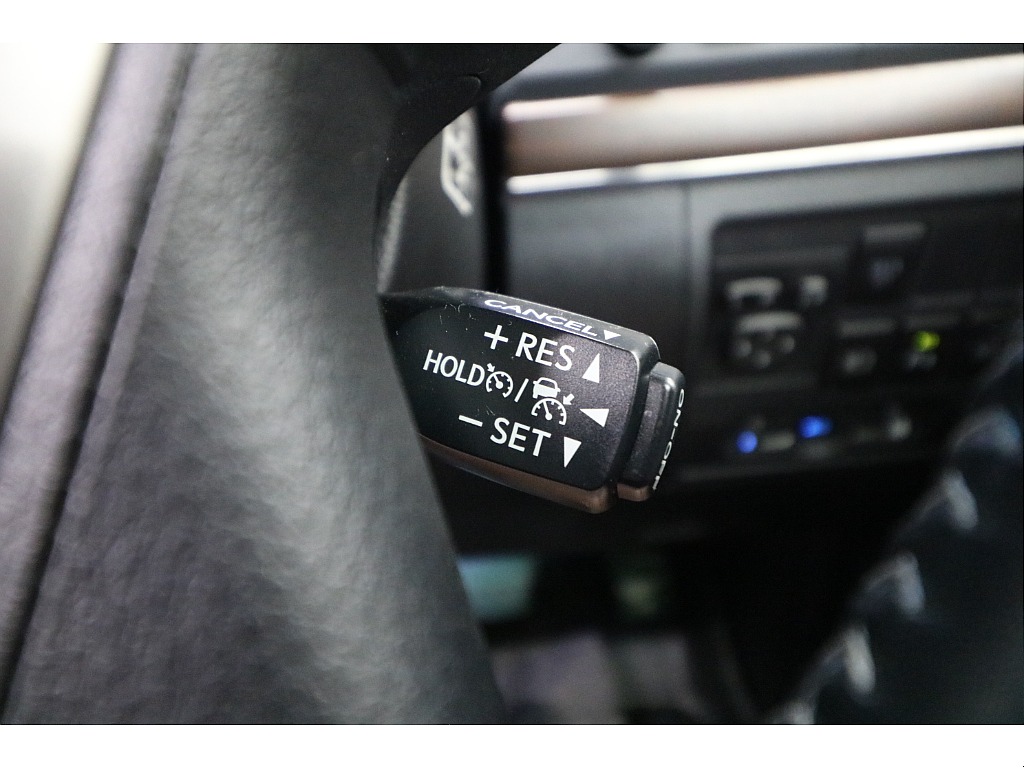 CANCEL▼
+ RES ▲
HOLD / ◀
− SET ▼
ON·OFF